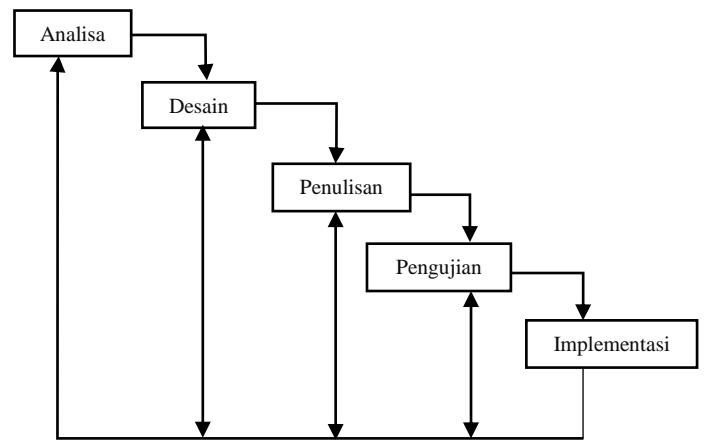 Analisa
Desain
Penulisan
Pengujian
Implementasi